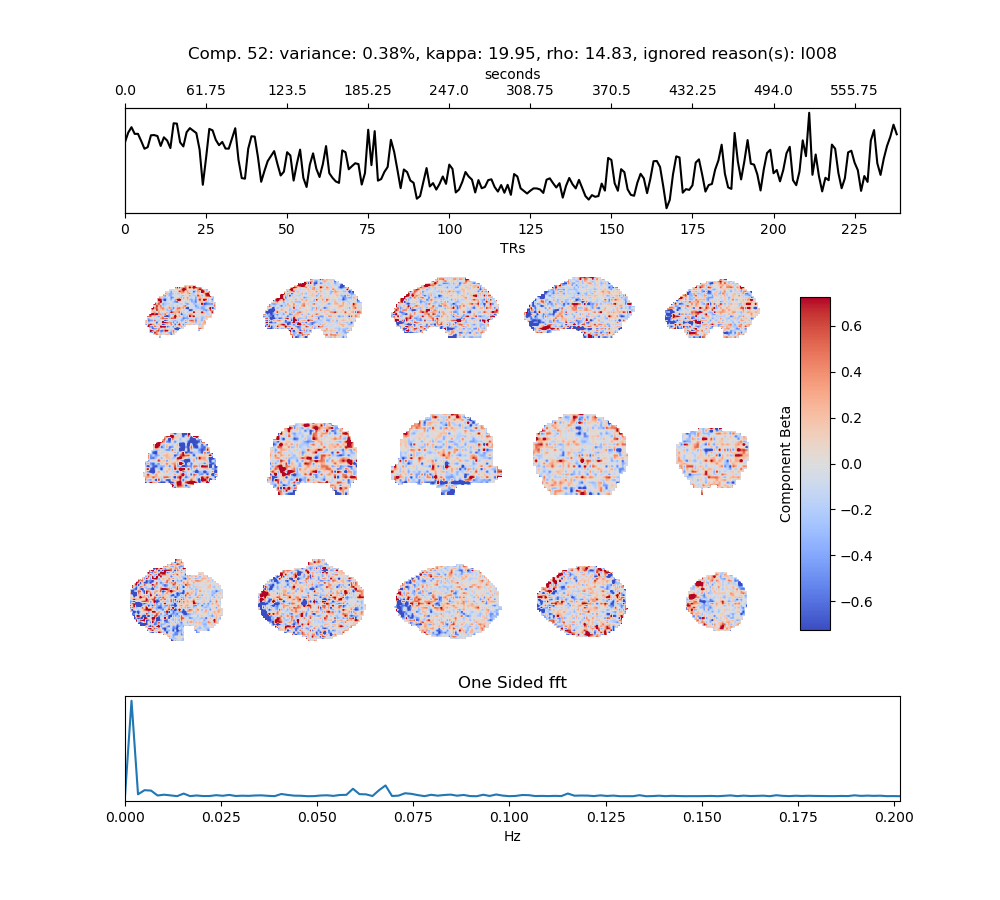 Comp. 52: variance: 0.38%, kappa: 19.95, rho: 14.83, ignored reason(s): I008
seconds
0.0 61.75 123.5 185.25 247.0 308.75 370.5 432.25 494.0 555.75
0 25 50 75 100 125 150 175 200 225
TRs
0.6
0.4
0.2
0.0
−0.2
−0.4
−0.6
Component Beta
One Sided fft
0.000 0.025 0.050 0.075 0.100 0.125 0.150 0.175 0.200
Hz